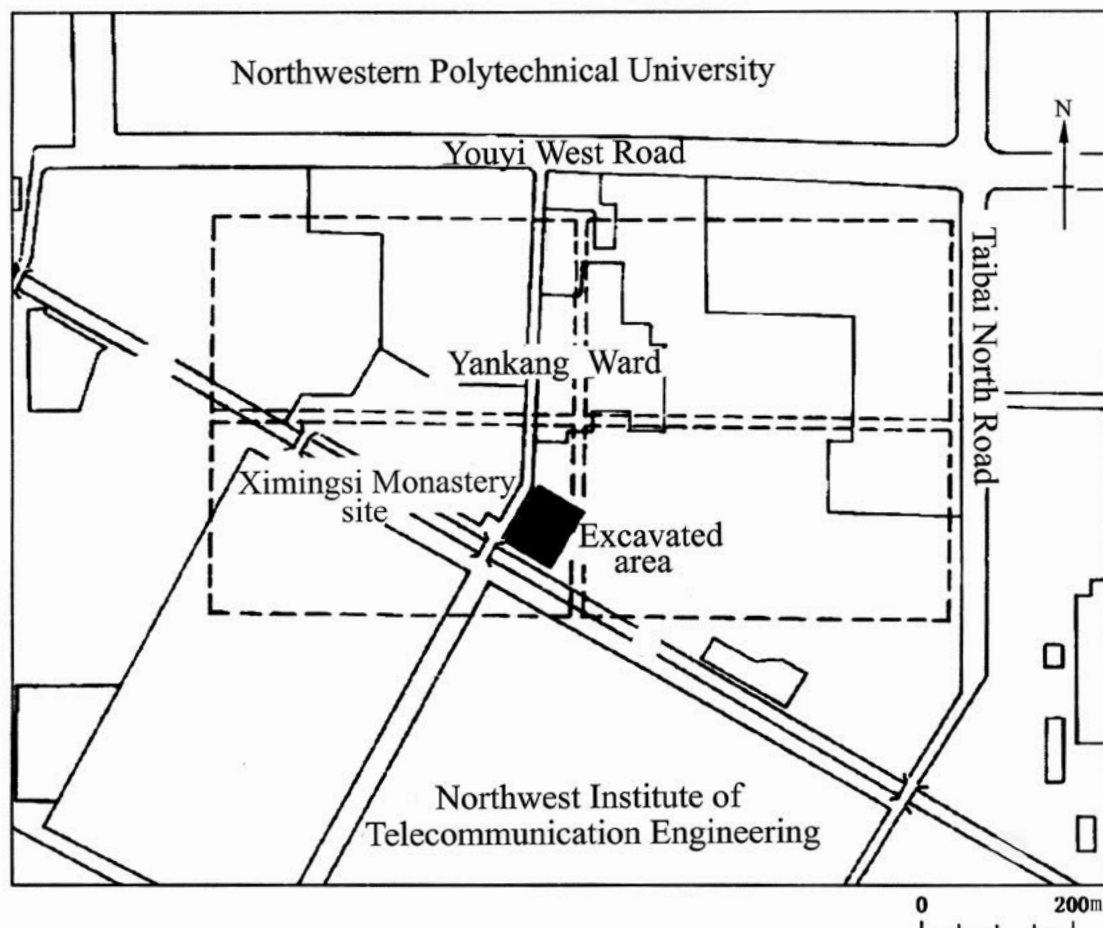 Northwestern Polytechnical University
Youyi West Road
N
Taibai North Road
Yankang Ward
Ximingsi Monastery
site
Excavated
area
Northwest Institute of
Telecommunication Engineering
0 200m